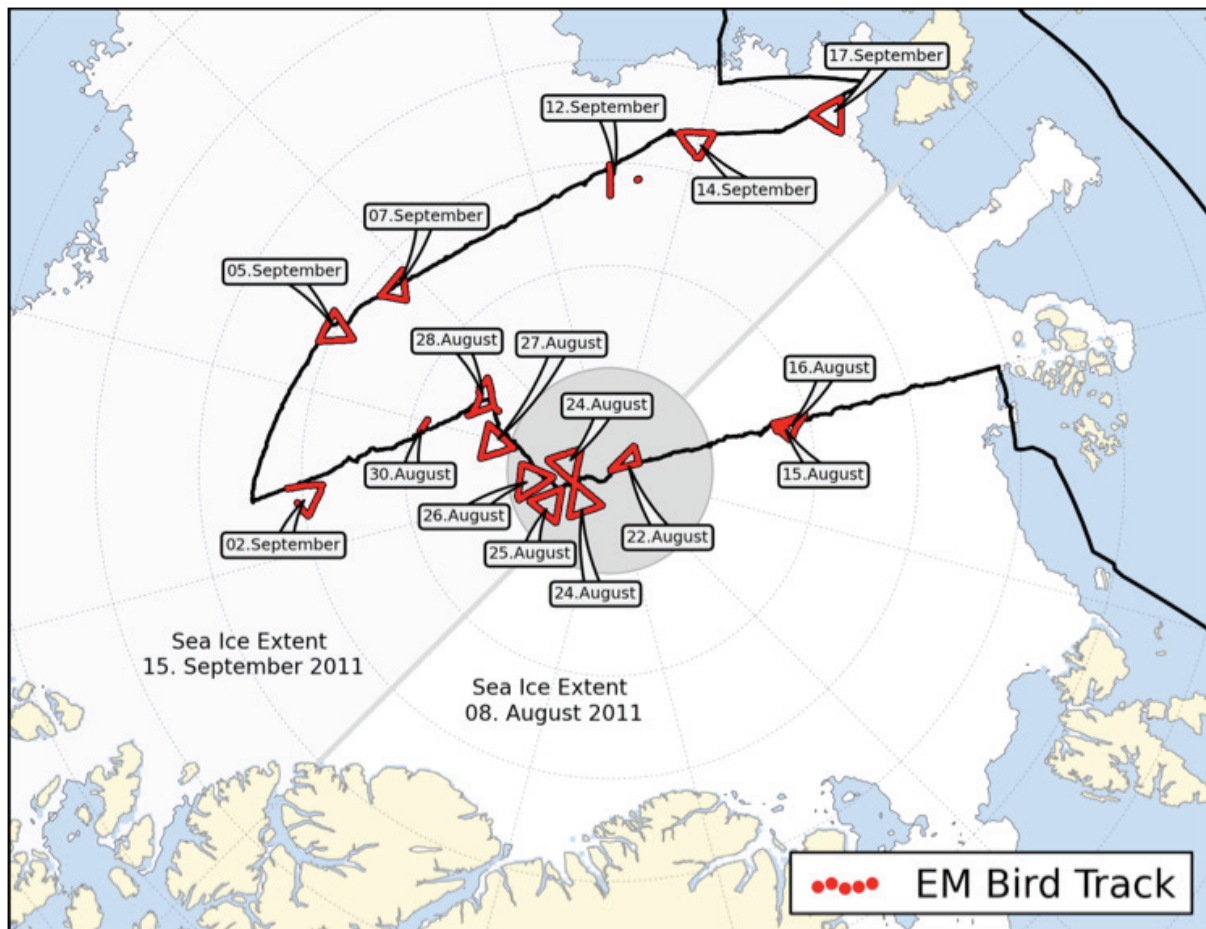 17.September
12.September
14.September
07.September
05.September
28.August
27.August
16.August
24.August
30.August
15.August
26.August
22.August
02.September
25.August
24.August
Sea Ice Extent
15. September 2011
Sea Ice Extent
08. August 2011
EM Bird Track